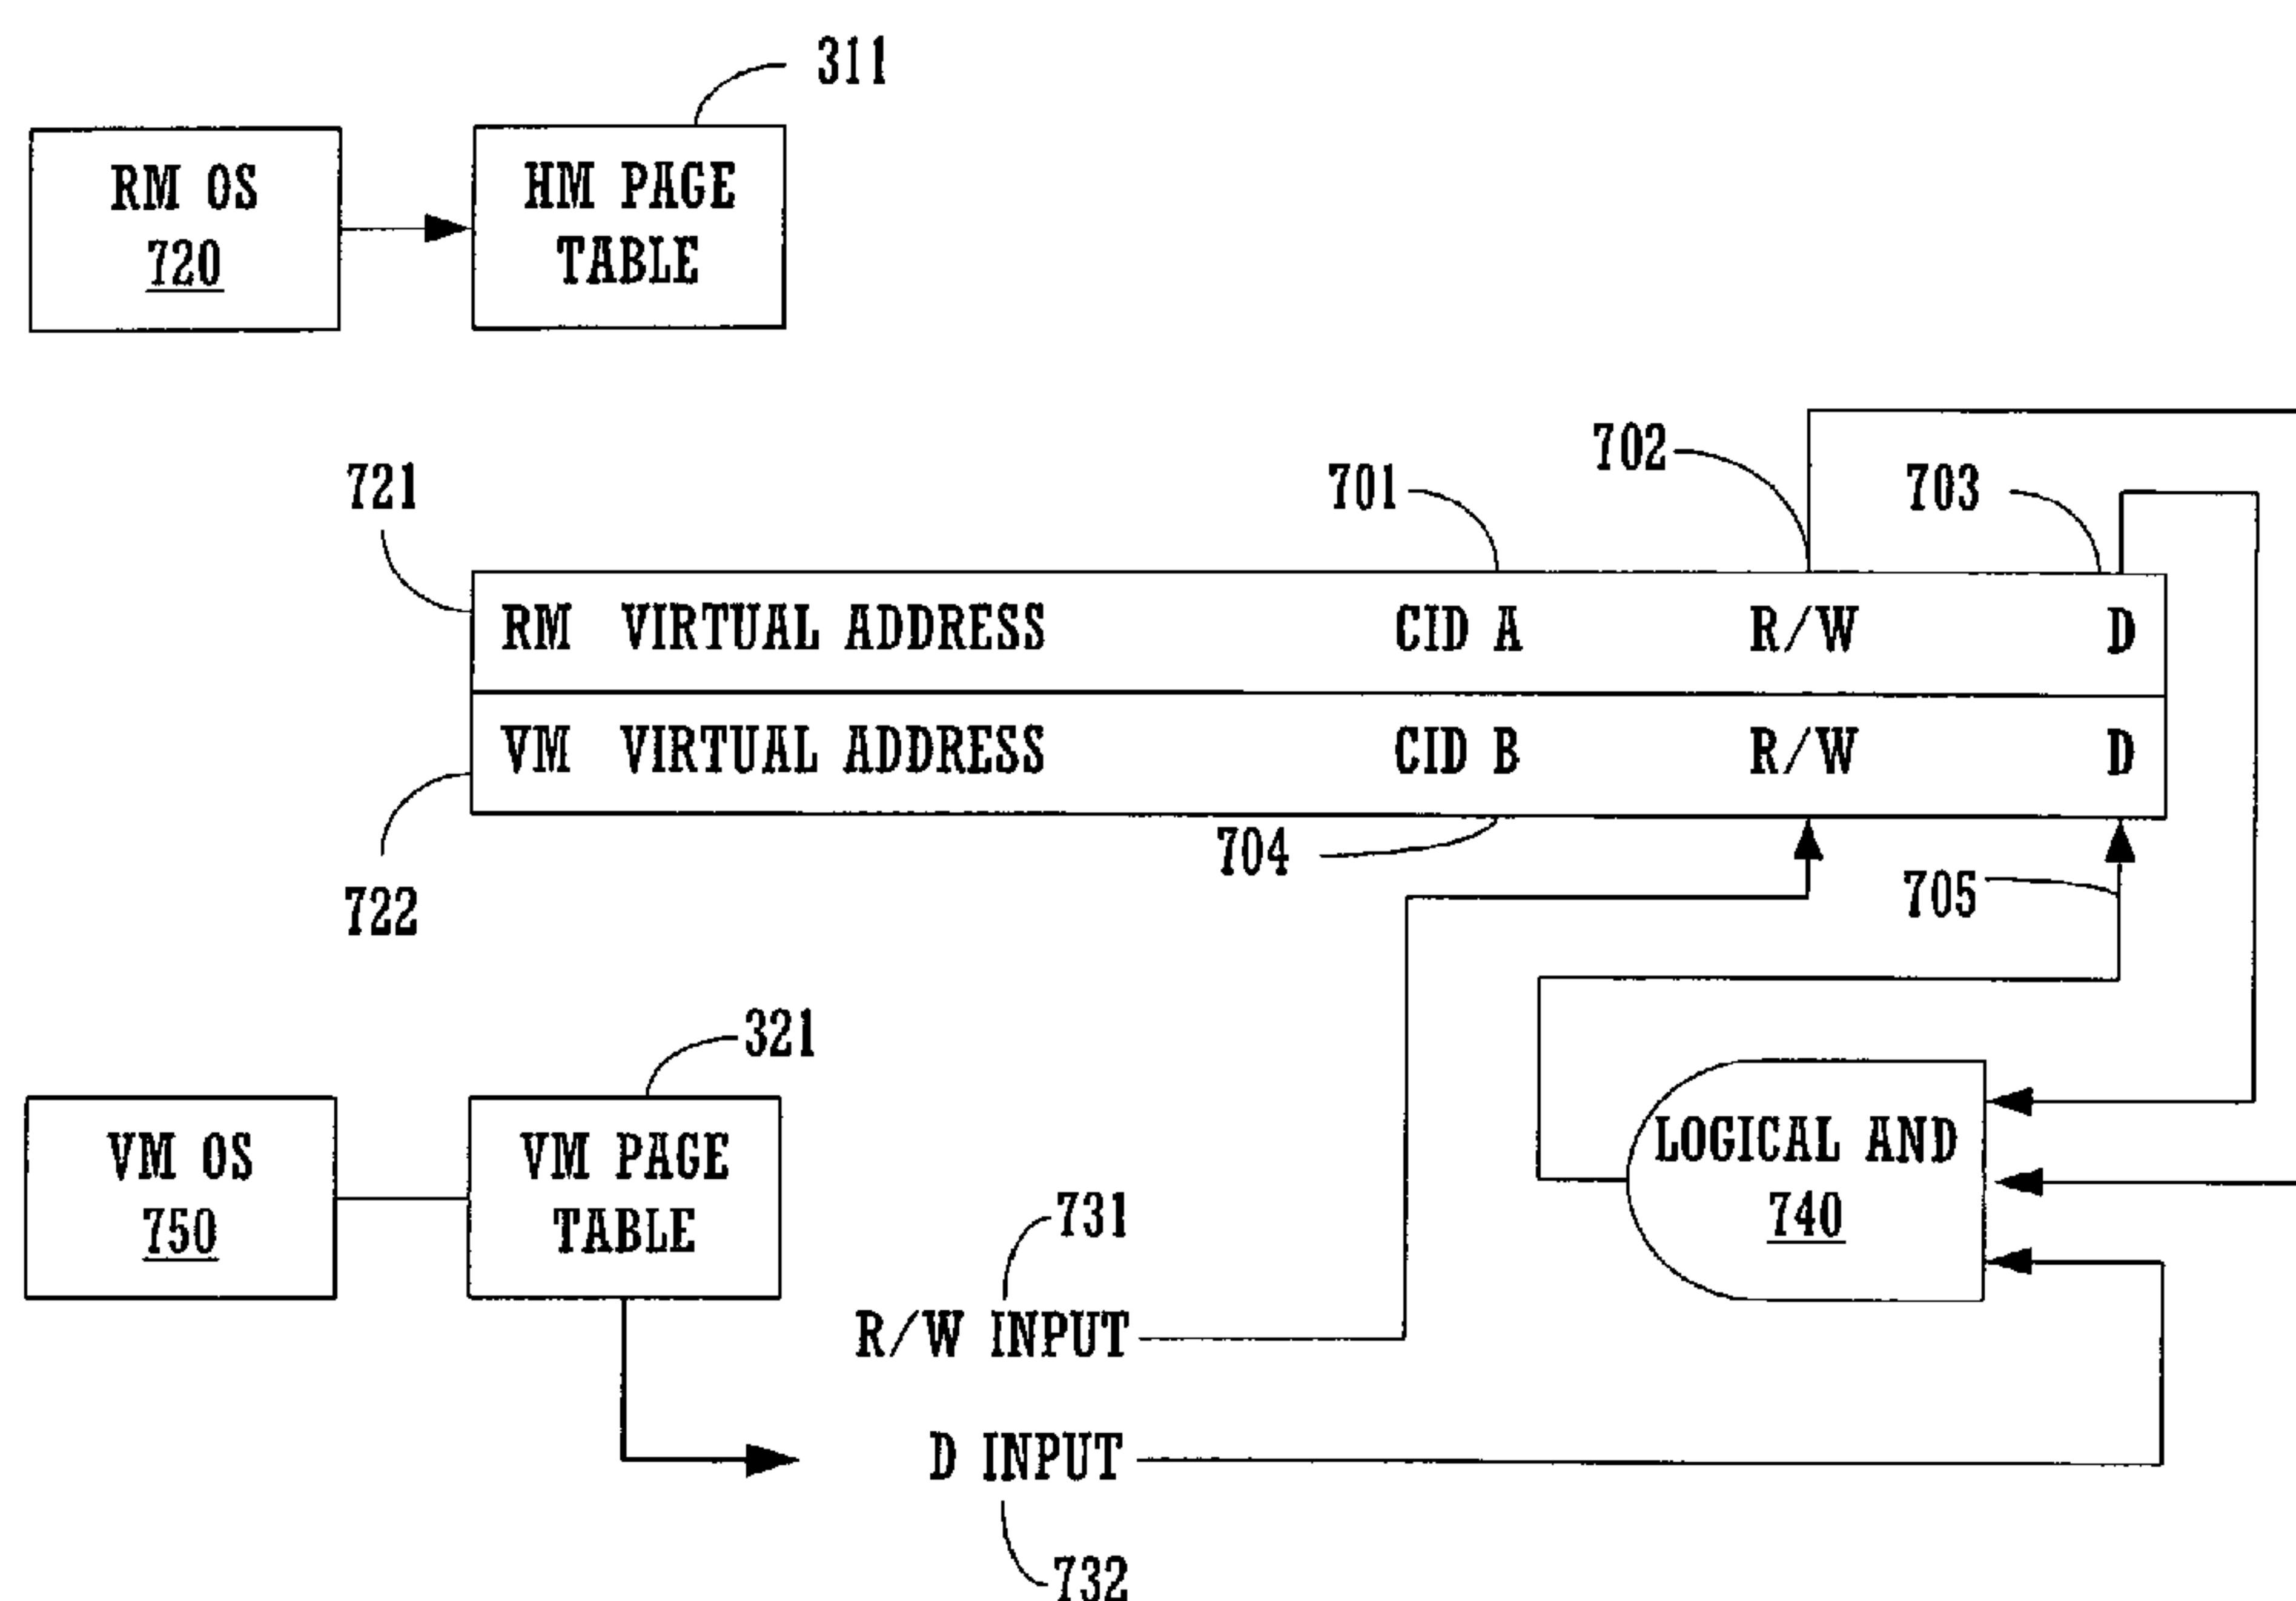 311
RM OS
720
HM PAGE
TABLE
702
721
701
703
RM VIRTUAL ADDRESS CID A R/W D
VM VIRTUAL ADDRESS CID B R/W D
704
705
722
321
VM OS
750
VM PAGE
TABLE
LOGICAL AND
740
731
R/W INPUT
D INPUT
732